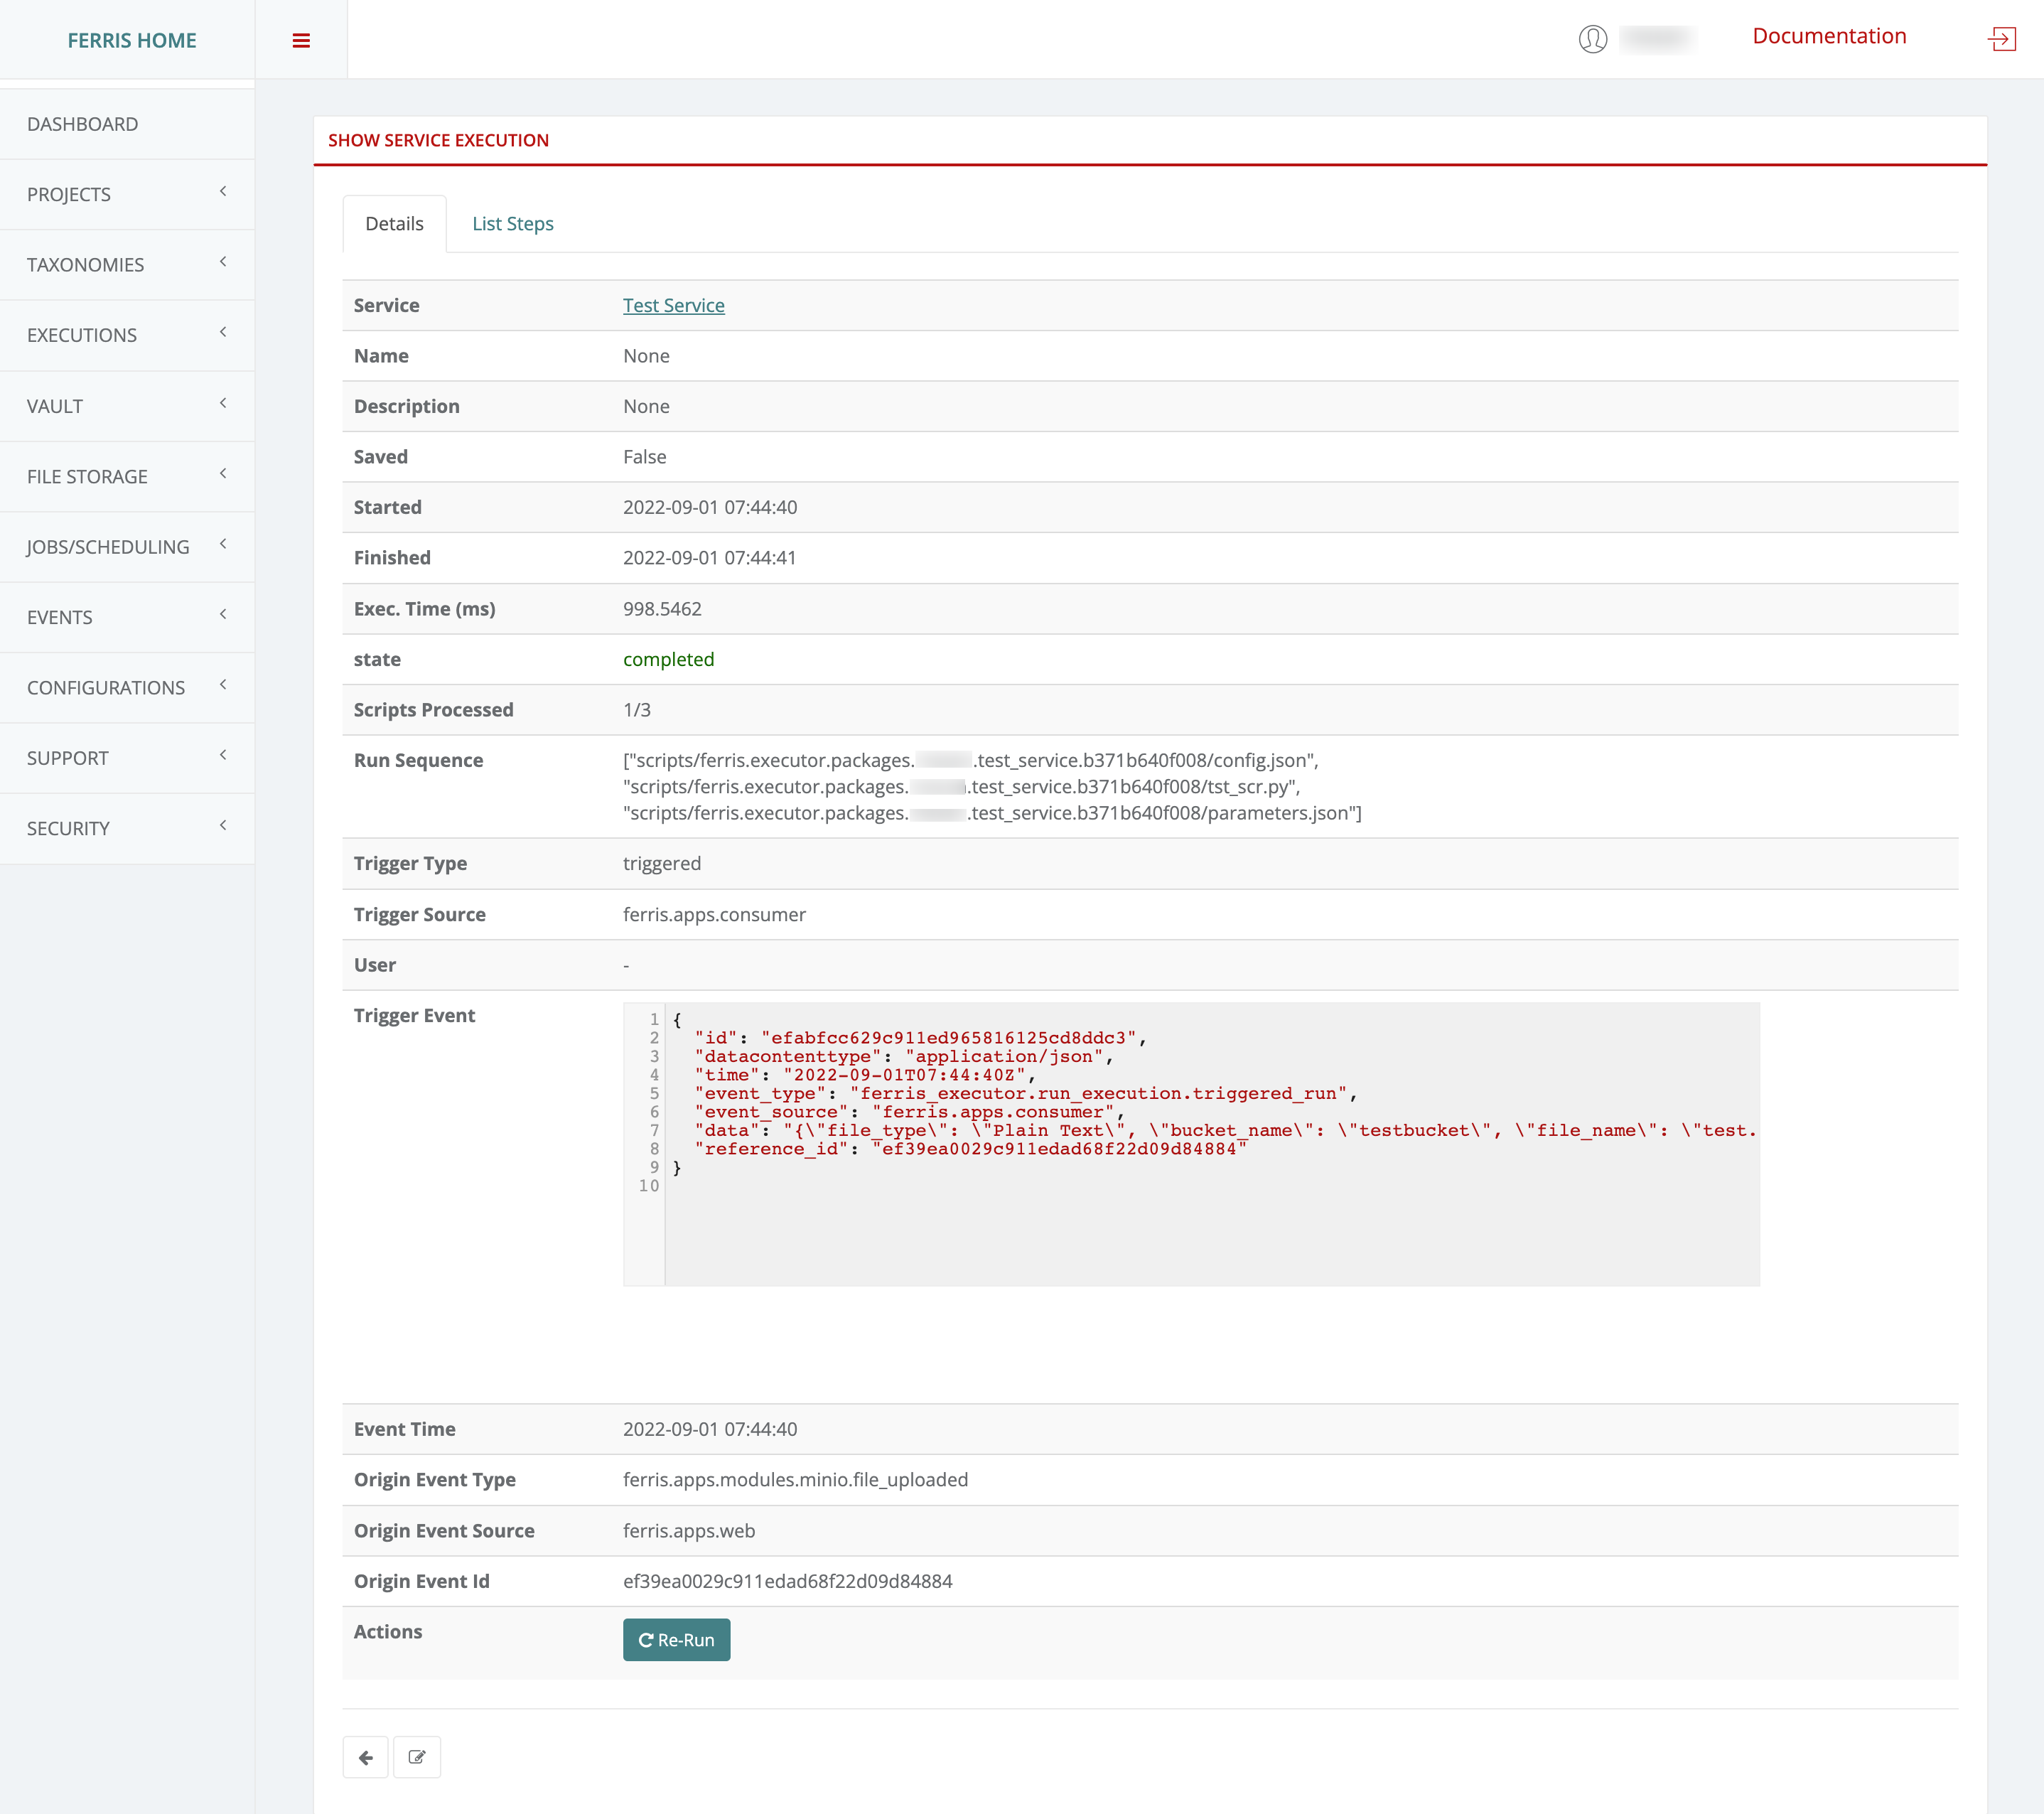 FERRIS HOME
Documentation
DASHBOARD
PROJECTS
TAXONOMIES
EXECUTIONS
VAULT
FILE STORAGE
JOBS/SCHEDULING
EVENTS
CONFIGURATIONS
SUPPORT
SECURITY
SHOW SERVICE EXECUTION
Details List Steps
Service Test Service
Name None
Description None
Saved False
Started 2022-09-01 07:44:40
Finished 2022-09-01 07:44:41
Exec. Time (ms) 998.5462
state completed
Scripts Processed 1/3
Run Sequence ["scripts/ferris.executor.packages. .test_service.b371b640f008/config.json",
"scripts/ferris.executor.packages. .test_service.b371b640f008/tst_scr.py",
"scripts/ferris.executor.packages. .test_service.b371b640f008/parameters.json"]
Trigger Type triggered
Trigger Source ferris.apps.consumer
User -
Trigger Event
1 {
2 "id": "efabfcc629c911ed965816125cd8ddc3",
3 "datacontenttype": "application/json",
4 "time": "2022-09-01T07:44:40Z",
5 "event_type": "ferris_executor.run_execution.triggered_run",
6 "event_source": "ferris.apps.consumer",
7 "data": "{\"file_type\": \"Plain Text\", \"bucket_name\": \"testbucket\", \"file_name\": \"test.
8 "reference_id": "ef39ea0029c911edad68f22d09d84884"
9 }
10
Event Time 2022-09-01 07:44:40
Origin Event Type ferris.apps.modules.minio.file_uploaded
Origin Event Source ferris.apps.web
Origin Event Id ef39ea0029c911edad68f22d09d84884
Actions Re-Run